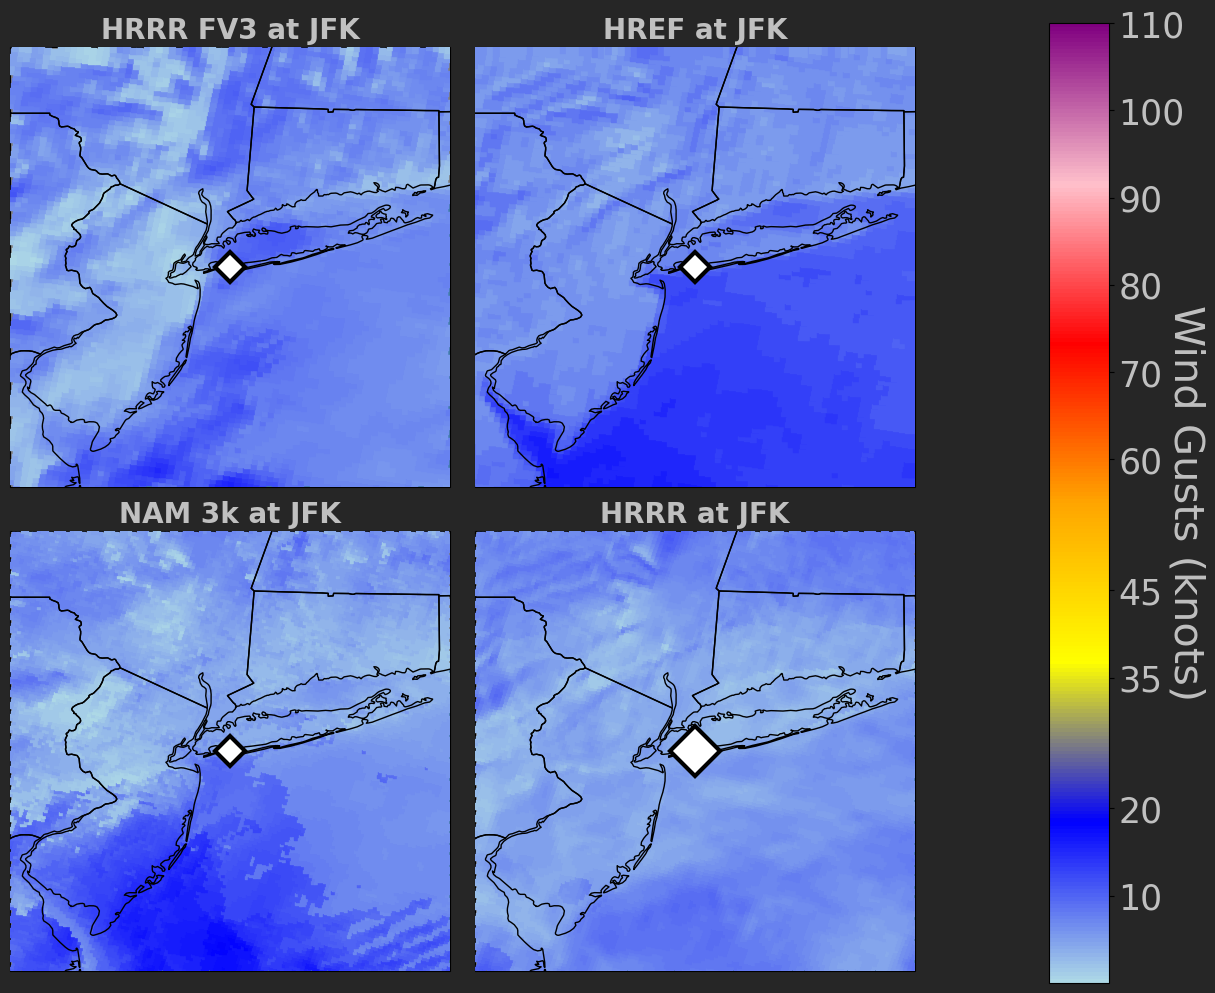 HRRR FV3 at JFK
HREF at JFK
NAM 3k at JFK
HRRR at JFK
110
100
90
80
70
60
45
35
20
10
Wind Gusts (knots)